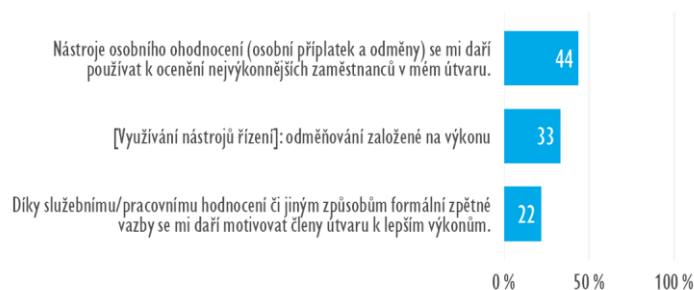 Nástroje osobního ohodnocení (osobní příplatek a odměny) se mi daří
používat k ocenění nejvýkonnějších zaměstnanců v mém útvaru.
44
[Využívání nástrojů řízení]: odměňování založené na výkonu
33
Díky služebnímu/pracovnímu hodnocení či jiným způsobům formální zpětné
vazby se mi daří motivovat členy útvaru k lepším výkonům.
22
0 % 50 % 100 %